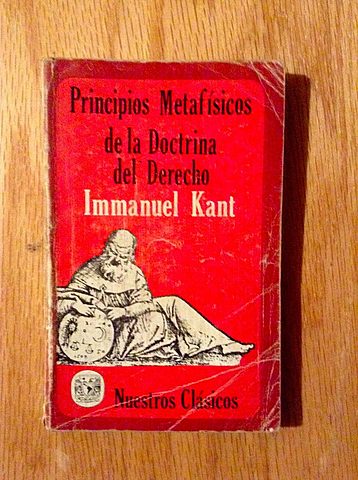 Principios Metafísicos
de la Doctrina
del Derecho
Immanuel Kant
Nuestros Clásicos